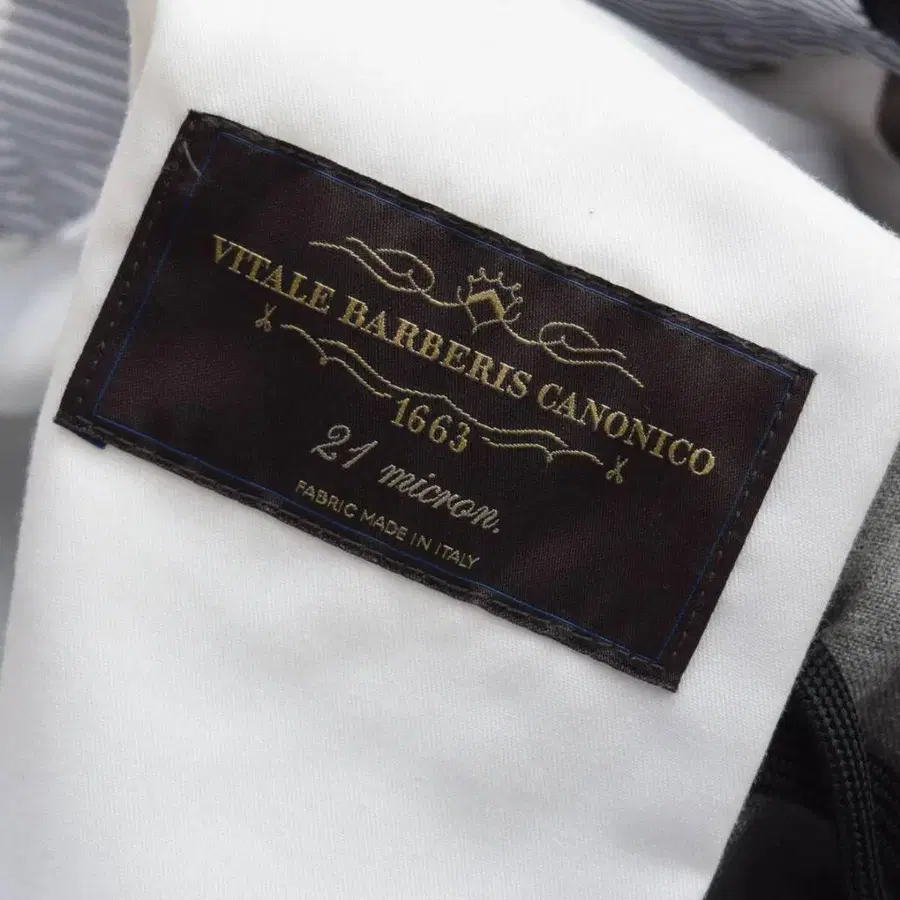 VITALE BARBERIS CANONICO
1663
21 micron.
FABRIC MADE IN ITALY